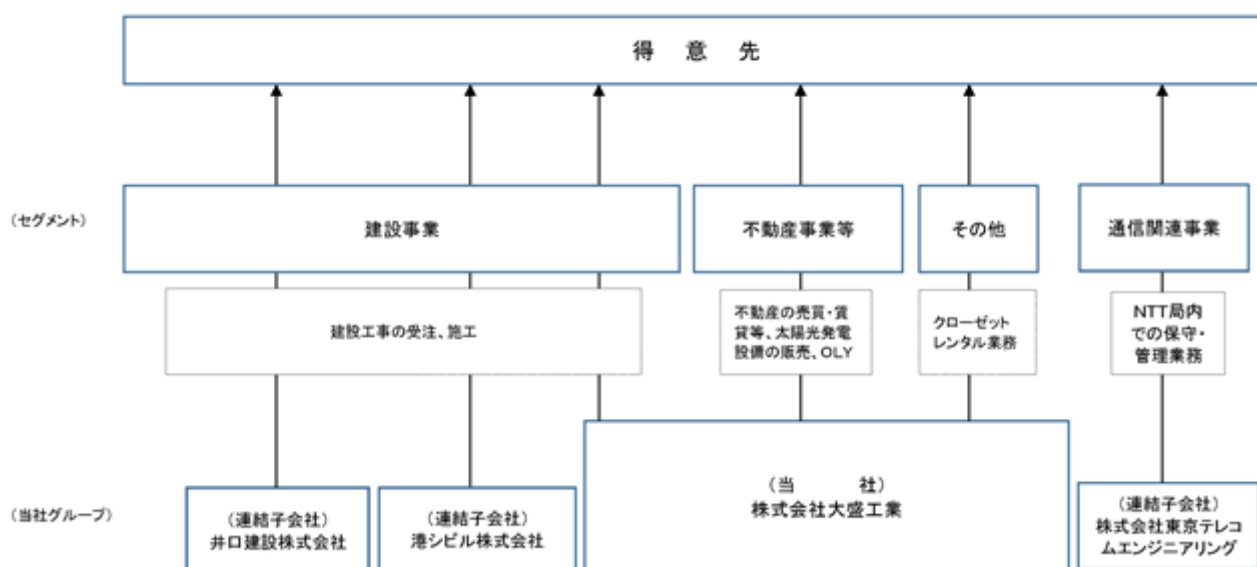 得 意 先
(セグメント)
建設事業
不動産事業等
その他
通信関連事業
建設工事の受注、施工
不動産の売買・賃
貸等、太陽光発電
設備の販売、OLY
クローゼット
レンタル業務
NTT局内
での保守・
管理業務
(当社グループ)
(連結子会社)
井口建設株式会社
(連結子会社)
港シビル株式会社
(当 社)
株式会社大盛工業
(連結子会社)
株式会社東京テレコ
ムエンジニアリング